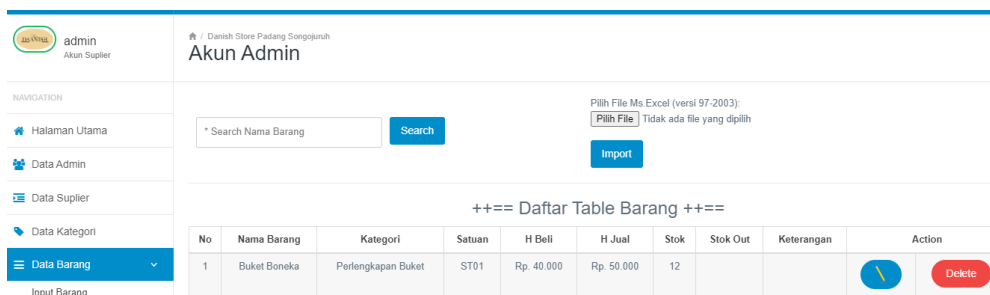 admin
Akun Suplier
NAVIGATION
Halaman Utama
Data Admin
Data Suplier
Data Kategori
Data Barang
Input Barang
/ Danish Store Padang Songojuruh
Akun Admin
* Search Nama Barang
Search
Pilih File Ms.Excel (versi 97-2003):
Pilih File Tidak ada file yang dipilih
Import
++== Daftar Table Barang ++==
No Nama Barang Kategori Satuan H Beli H Jual Stok Stok Out Keterangan Action
1 Buket Boneka Perlengkapan Buket ST01 Rp. 40.000 Rp. 50.000 12 Delete